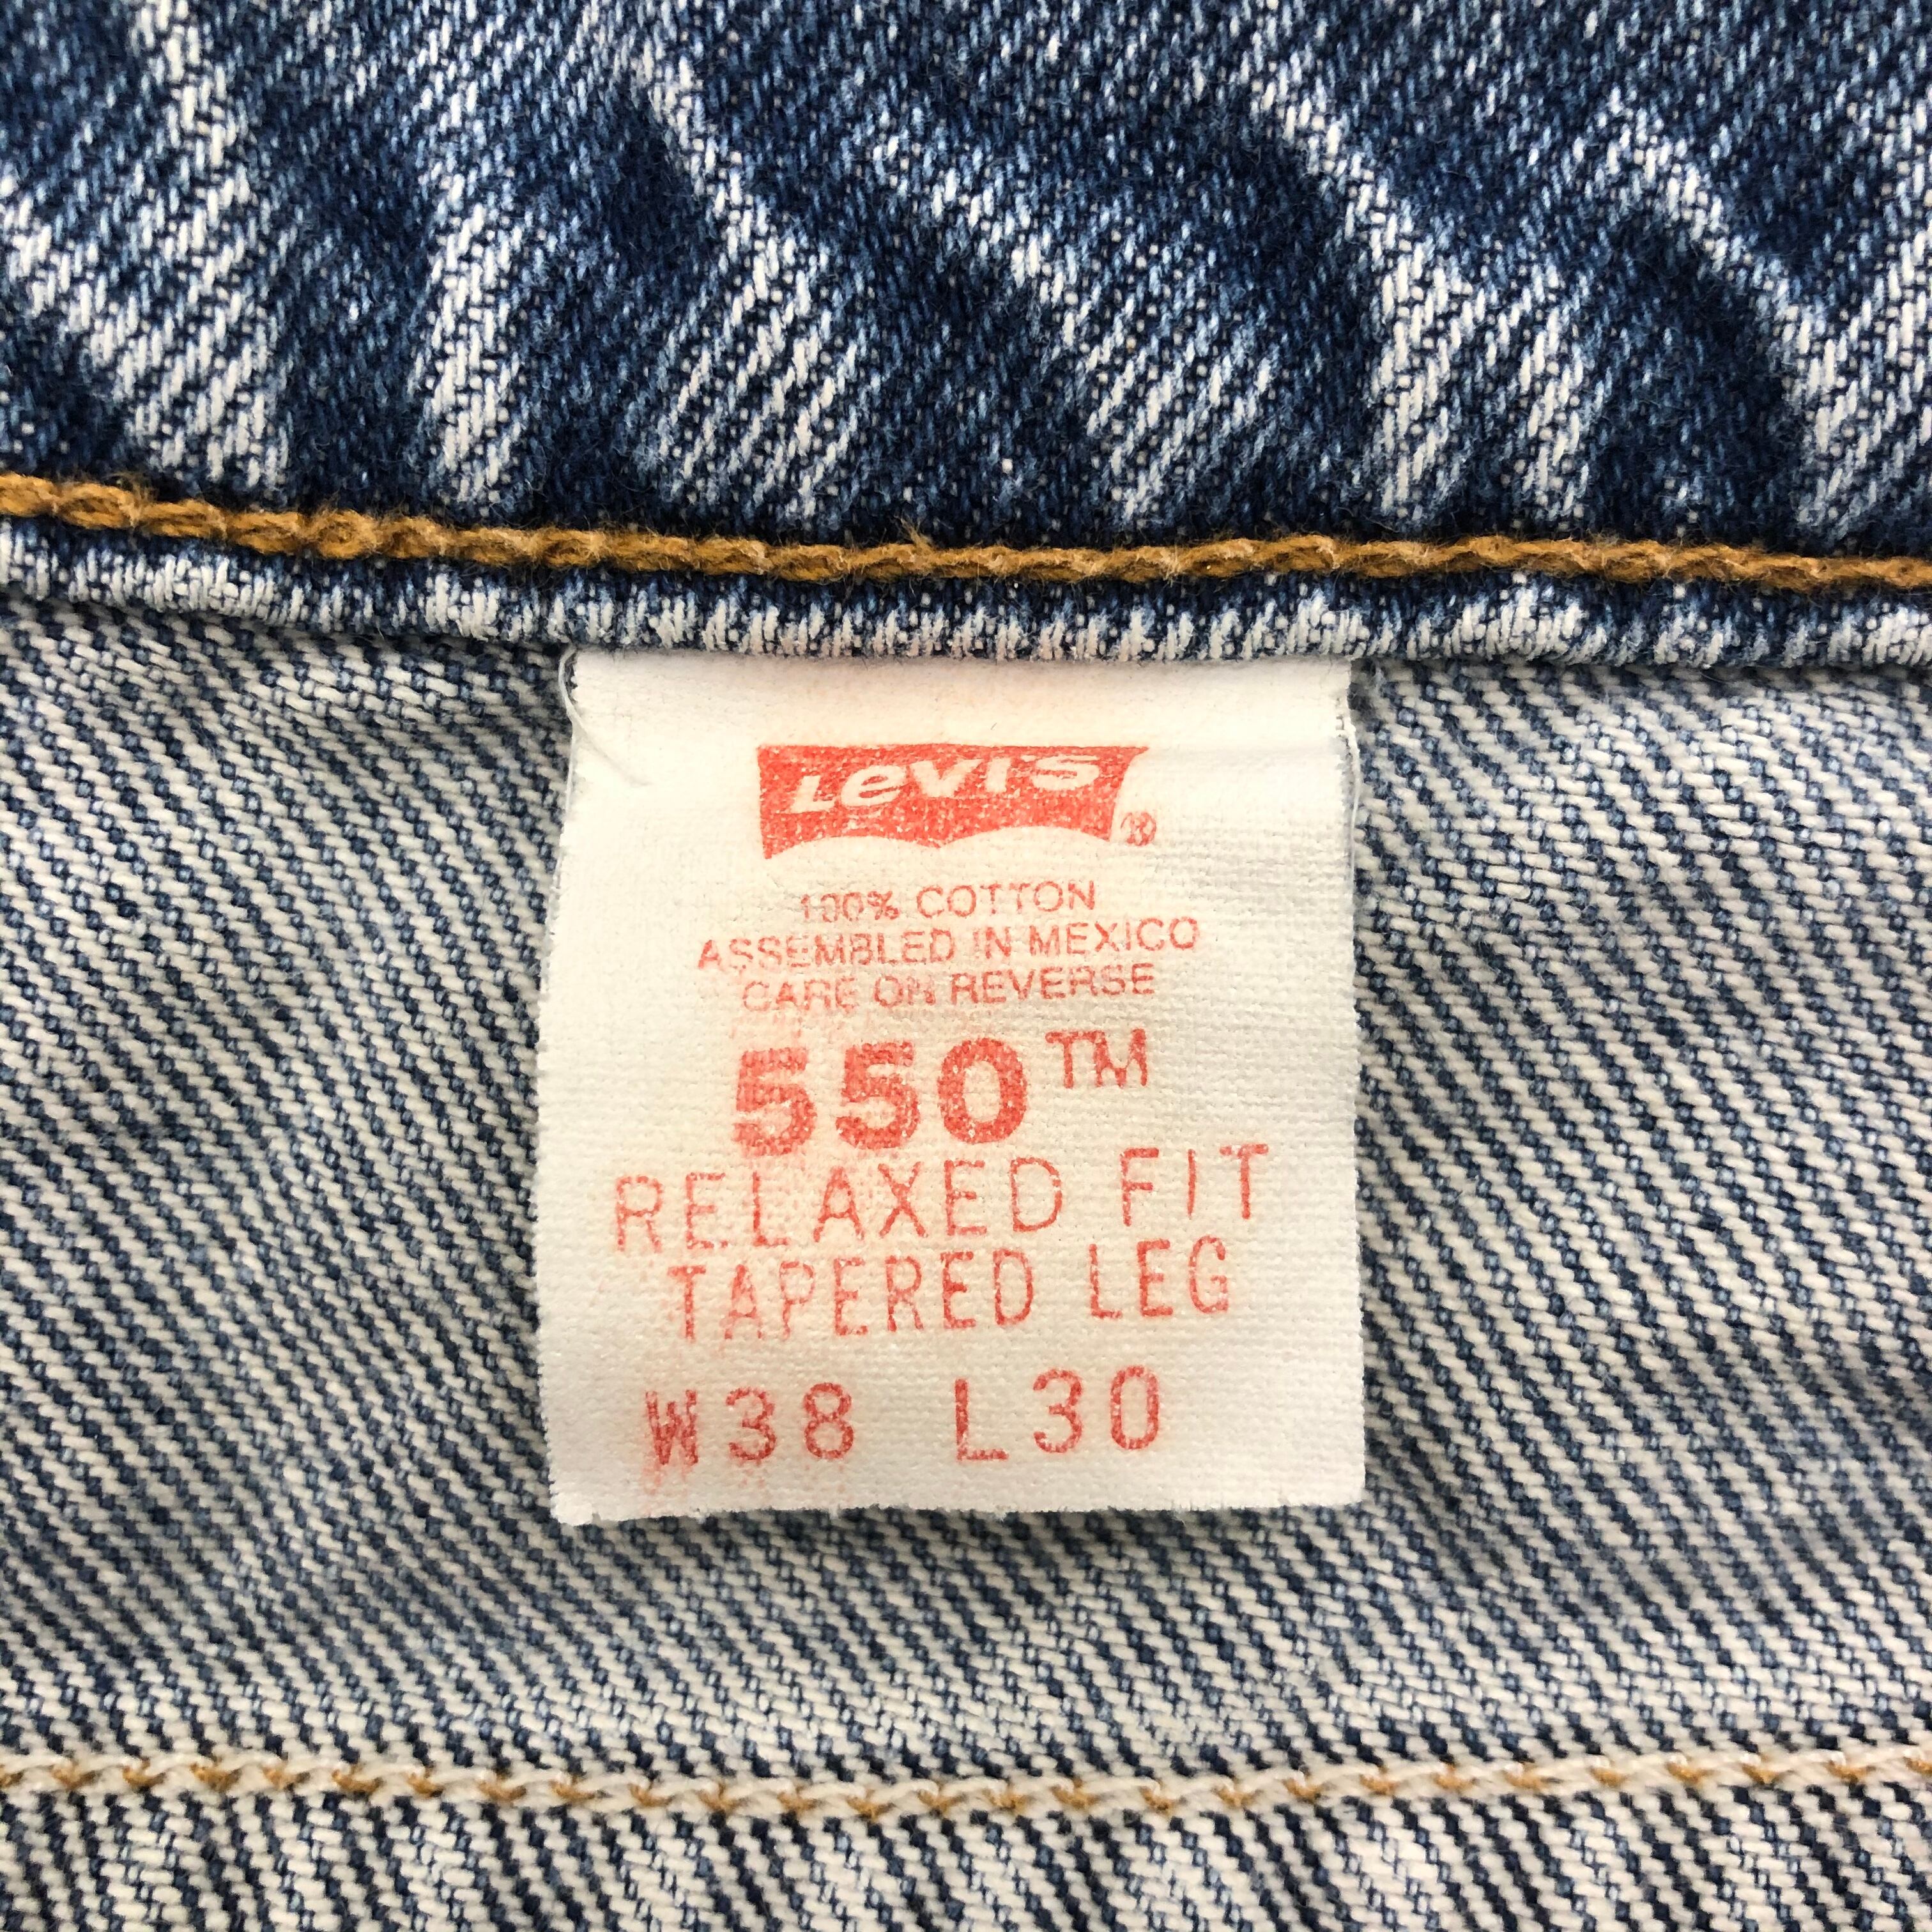 Levi's ®
100% COTTON
ASSEMBLED IN MEXICO
CARE ON REVERSE
550™
RELAXED FIT
TAPERED LEG
W38 L30